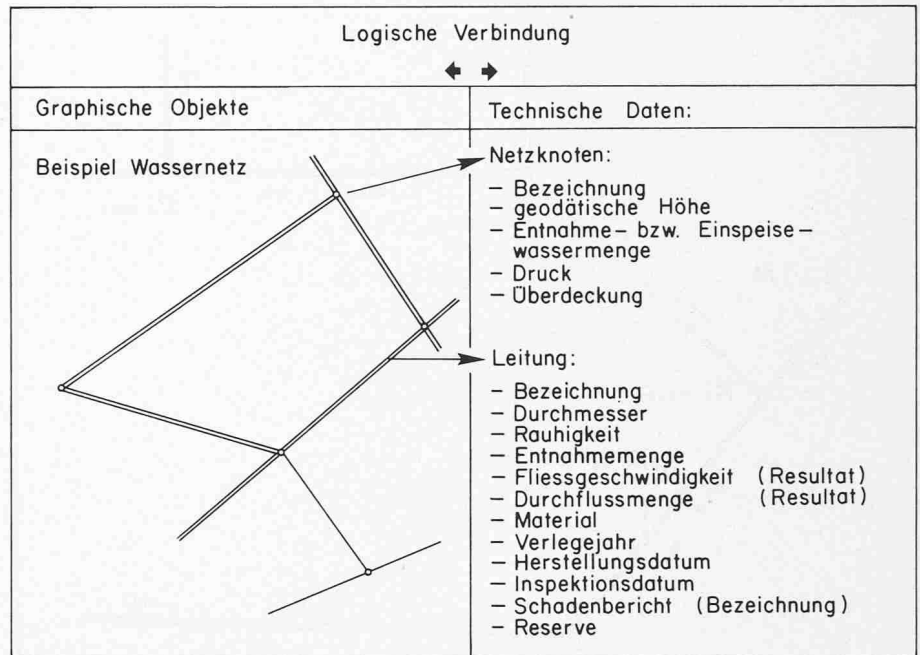 Logische Verbindung
Graphische Objekte
Beispiel Wassernetz
Technische Daten:
Netzknoten:
– Bezeichnung
– geodätische Höhe
– Entnahme– bzw. Einspeise–
wassermenge
– Druck
– Überdeckung
Leitung:
– Bezeichnung
– Durchmesser
– Rauhigkeit
– Entnahmemenge
– Fliessgeschwindigkeit (Resultat)
– Durchflussmenge (Resultat)
– Material
– Verlegejahr
– Herstellungsdatum
– Inspektionsdatum
– Schadenbericht (Bezeichnung)
– Reserve